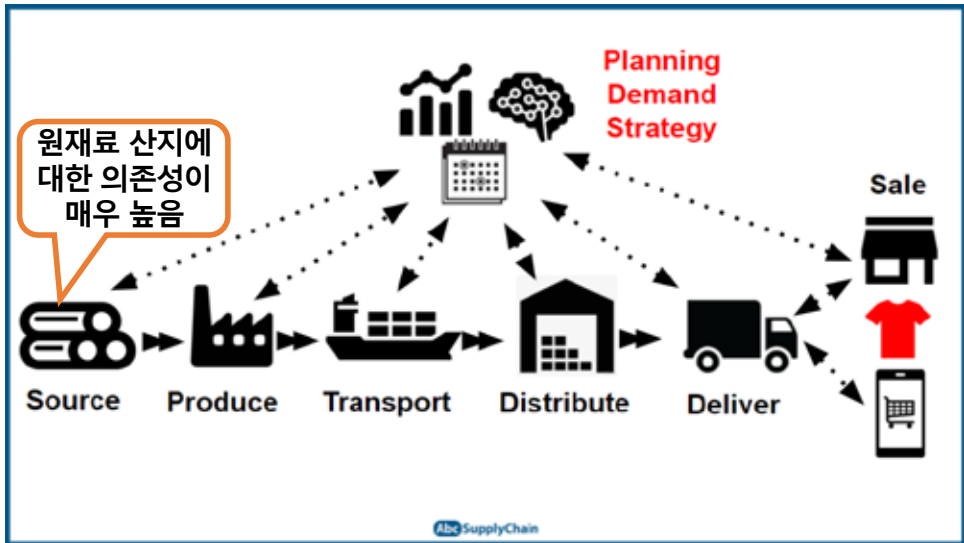 Planning
Demand
Strategy
원재료 산지에
대한 의존성이
매우 높음
Sale
Source
Produce
Transport
Distribute
Deliver
AbcSupplyChain